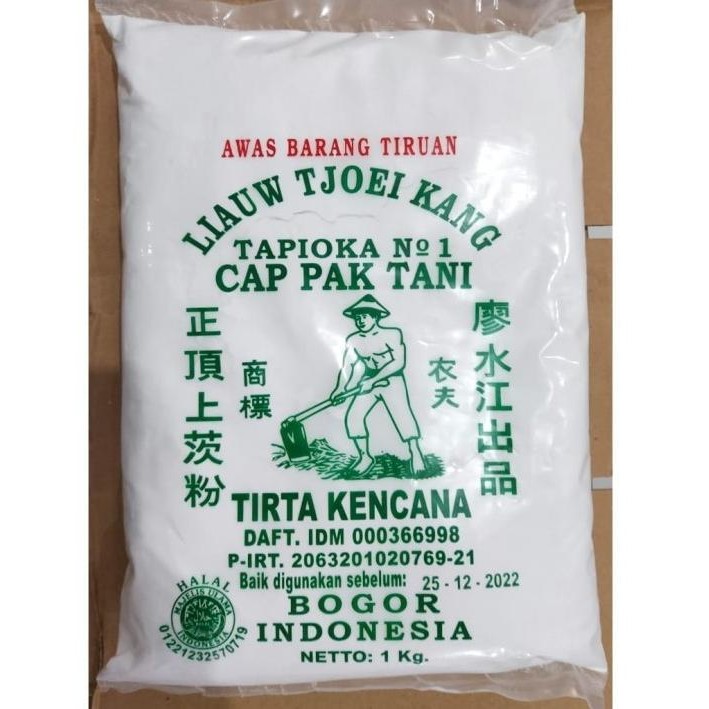 AWAS BARANG TIRUAN
LIAUW TJOEI KANG
TAPIOKA No 1
CAP PAK TANI
正頂上茨粉
商標
农夫
廖水江出品
TIRTA KENCANA
DAFT. IDM 000366998
P-IRT. 2063201020769-21
Baik digunakan sebelum: 25 - 12 - 2022
HALAL
MAJELIS ULAMA
INDONESIA
01221232570719
BOGOR
INDONESIA
NETTO: 1 Kg.